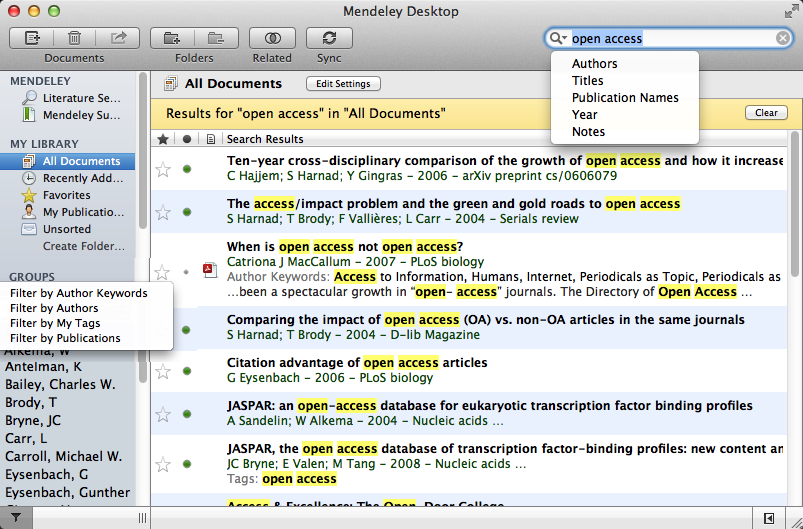 Mendeley Desktop
open access
Documents
Folders
Related
Sync
Authors
Titles
Publication Names
Year
Notes
MENDELEY
Literature Se...
Mendeley Su...
MY LIBRARY
All Documents
Recently Add...
Favorites
My Publicatio...
Unsorted
Create Folder...
GROUPS
Filter by Author Keywords
Filter by Authors
Filter by My Tags
Filter by Publications
Alkema, W
Antelman, K
Bailey, Charles W.
Brody, T
Bryne, JC
Carr, L
Carroll, Michael W.
Eysenbach, G
Eysenbach, Gunther
All Documents
Edit Settings
Results for "open access" in "All Documents"
Clear
Search Results
Ten-year cross-disciplinary comparison of the growth of open access and how it increase
C Hajjem; S Harnad; Y Gingras - 2006 - arXiv preprint cs/0606079
The access/impact problem and the green and gold roads to open access
S Harnad; T Brody; F Vallières; L Carr - 2004 - Serials review
When is open access not open access?
Catriona J MacCallum - 2007 - PLoS biology
Author Keywords: Access to Information, Humans, Internet, Periodicals as Topic, Periodicals as
...been a spectacular growth in "open- access" journals. The Directory of Open Access ...
Comparing the impact of open access (OA) vs. non-OA articles in the same journals
S Harnad; T Brody - 2004 - D-lib Magazine
Citation advantage of open access articles
G Eysenbach - 2006 - PLoS biology
JASPAR: an open-access database for eukaryotic transcription factor binding profiles
A Sandelin; W Alkema - 2004 - Nucleic acids ...
JASPAR, the open access database of transcription factor-binding profiles: new content an
JC Bryne; E Valen; M Tang - 2008 - Nucleic acids ...
Tags: open access
Access & Excellence: The Open Door College